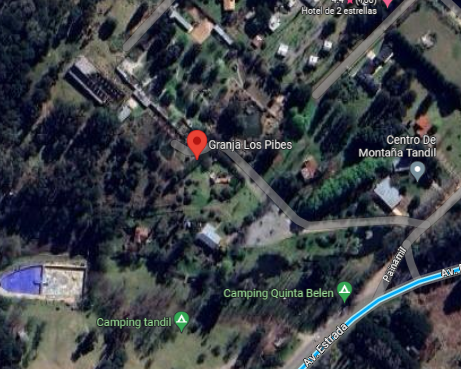 Hotel de 2 estrellas
Granja Los Pibes
Centro De
Montaña Tandil
Panamil
Av.
Camping Quinta Belen
Camping tandil
Av. Estrada